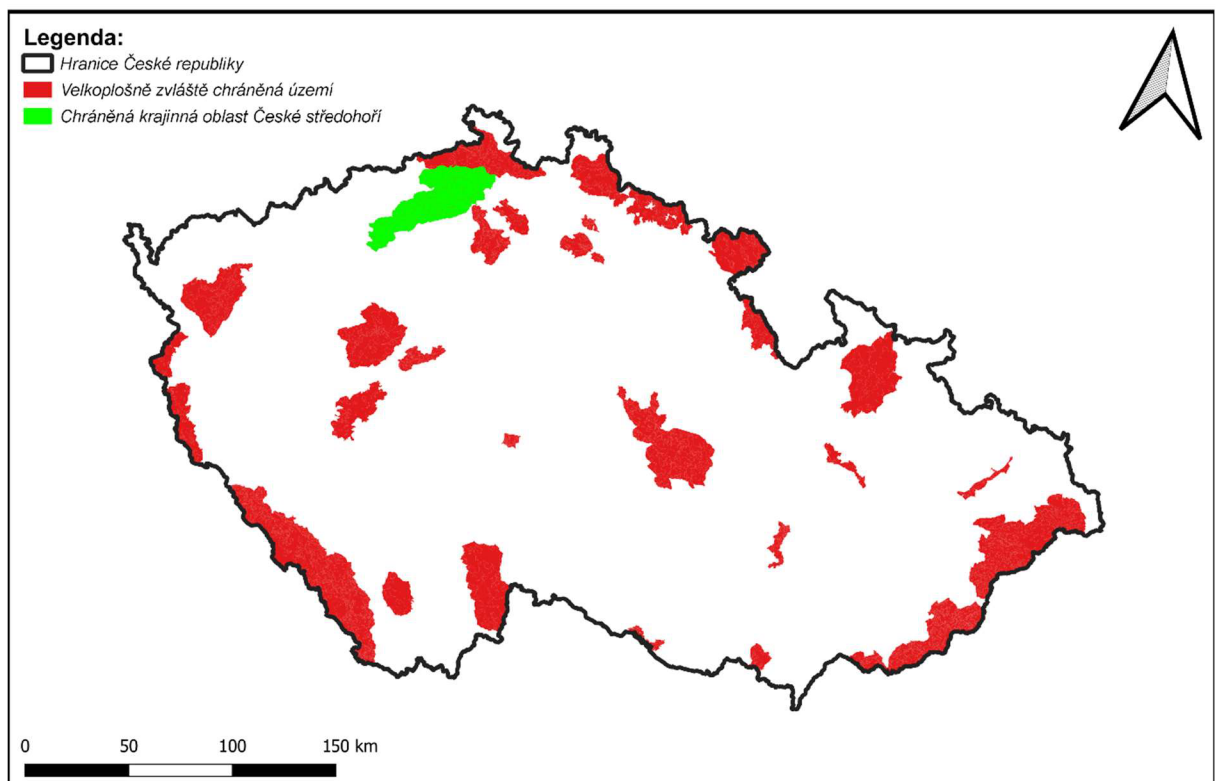 Legenda:
Hranice České republiky
Velkoplošně zvláště chráněná území
Chráněná krajinná oblast České středohoří
0 50 100 150 km